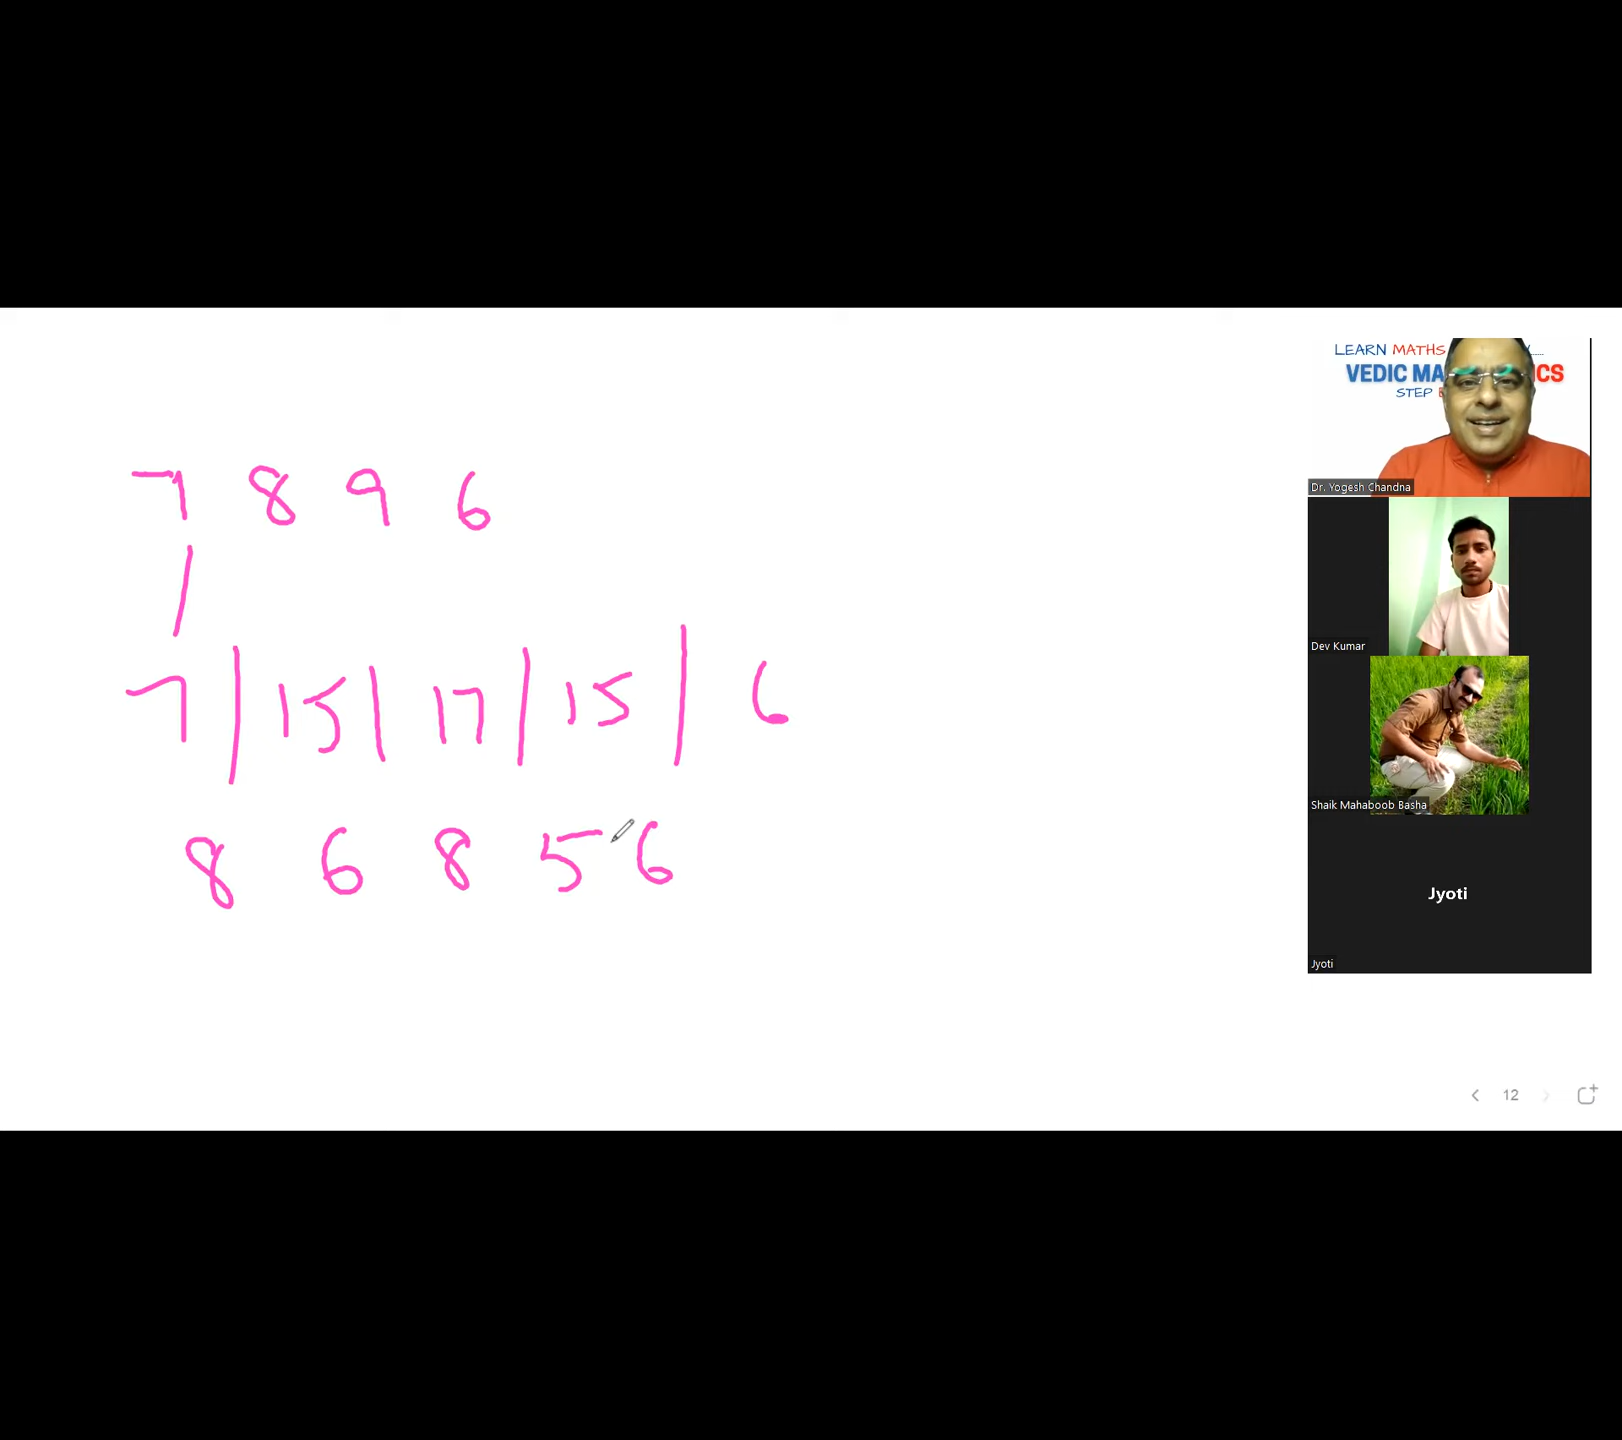 LEARN MATHS
VEDIC MA CS
STEP
Dr. Yogesh Chandna
7 8 9 6
Dev Kumar
7 | 15 | 17 | 15 | 6
Shaik Mahaboob Basha
8 6 8 5 6
Jyoti
Jyoti
12